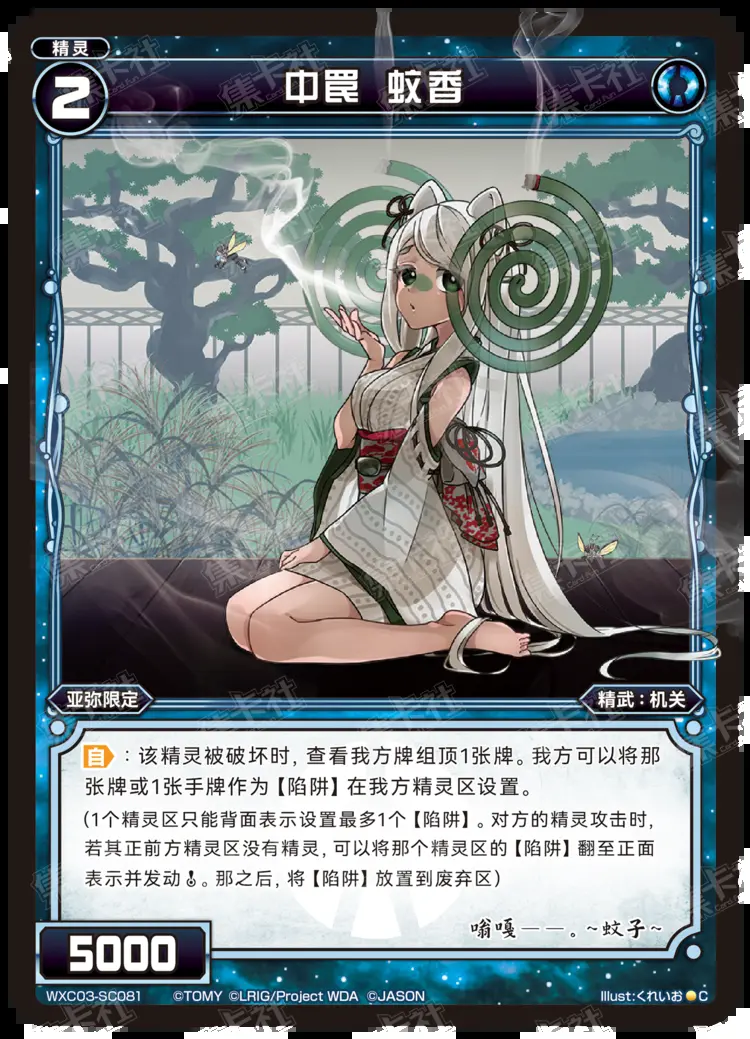 精灵
2
中罠 蚊香
亚弥限定
精武：机关
自：该精灵被破坏时，查看我方牌组顶1张牌。我方可以将那
张牌或1张手牌作为【陷阱】在我方精灵区设置。
(1个精灵区只能背面表示设置最多1个【陷阱】。对方的精灵攻击时，
若其正前方精灵区没有精灵，可以将那个精灵区的【陷阱】翻至正面
表示并发动。那之后，将【陷阱】放置到废弃区)
嗡嘎——。~蚊子~
5000
WXC03-SC081 ©TOMY ©LRIG/Project WDA ©JASON Illust:くれいお C
集卡社